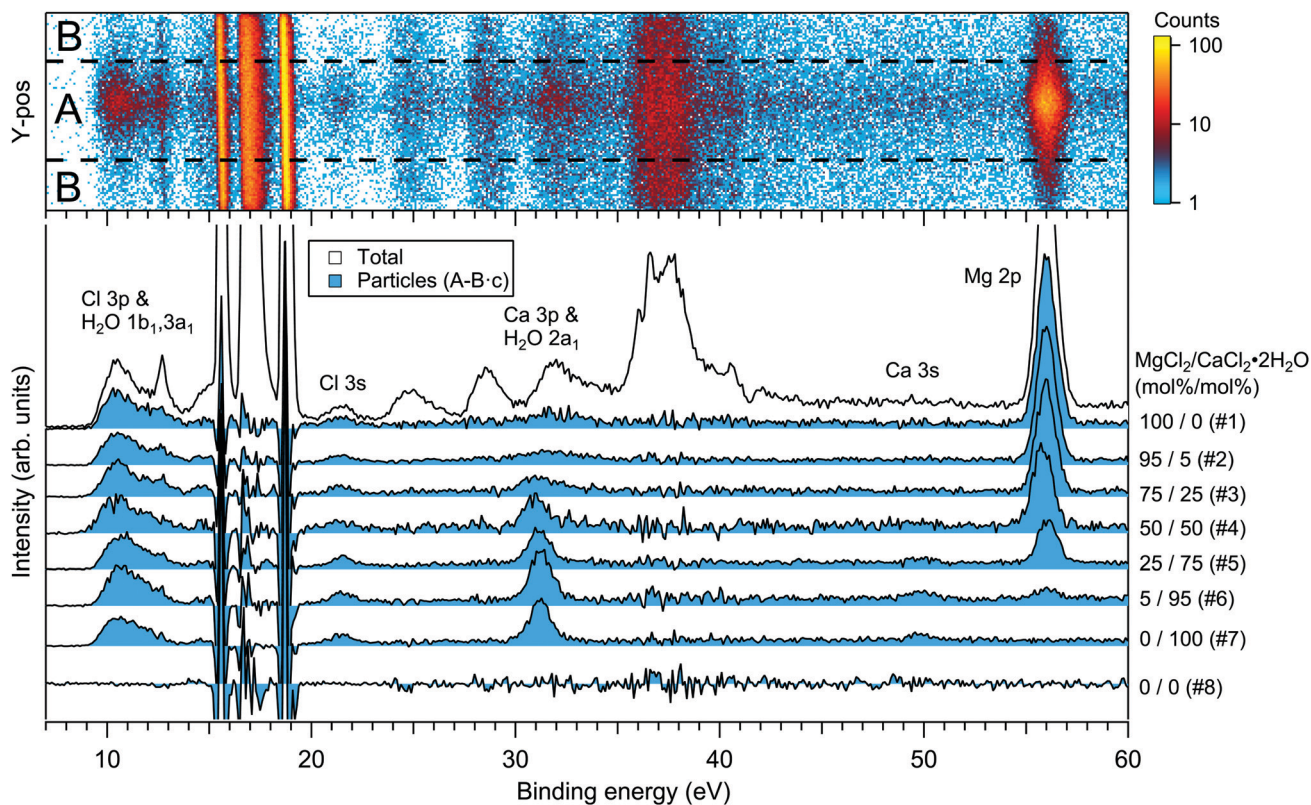 Counts
100
10
1
Y-pos
B
A
B
Total
Particles (A-B·c)
Cl 3p &
H₂O 1b₁,3a₁
Cl 3s
Ca 3p &
H₂O 2a₁
Ca 3s
Mg 2p
MgCl₂/CaCl₂•2H₂O
(mol%/mol%)
100 / 0 (#1)
95 / 5 (#2)
75 / 25 (#3)
50 / 50 (#4)
25 / 75 (#5)
5 / 95 (#6)
0 / 100 (#7)
0 / 0 (#8)
Intensity (arb. units)
10 20 30 40 50 60
Binding energy (eV)